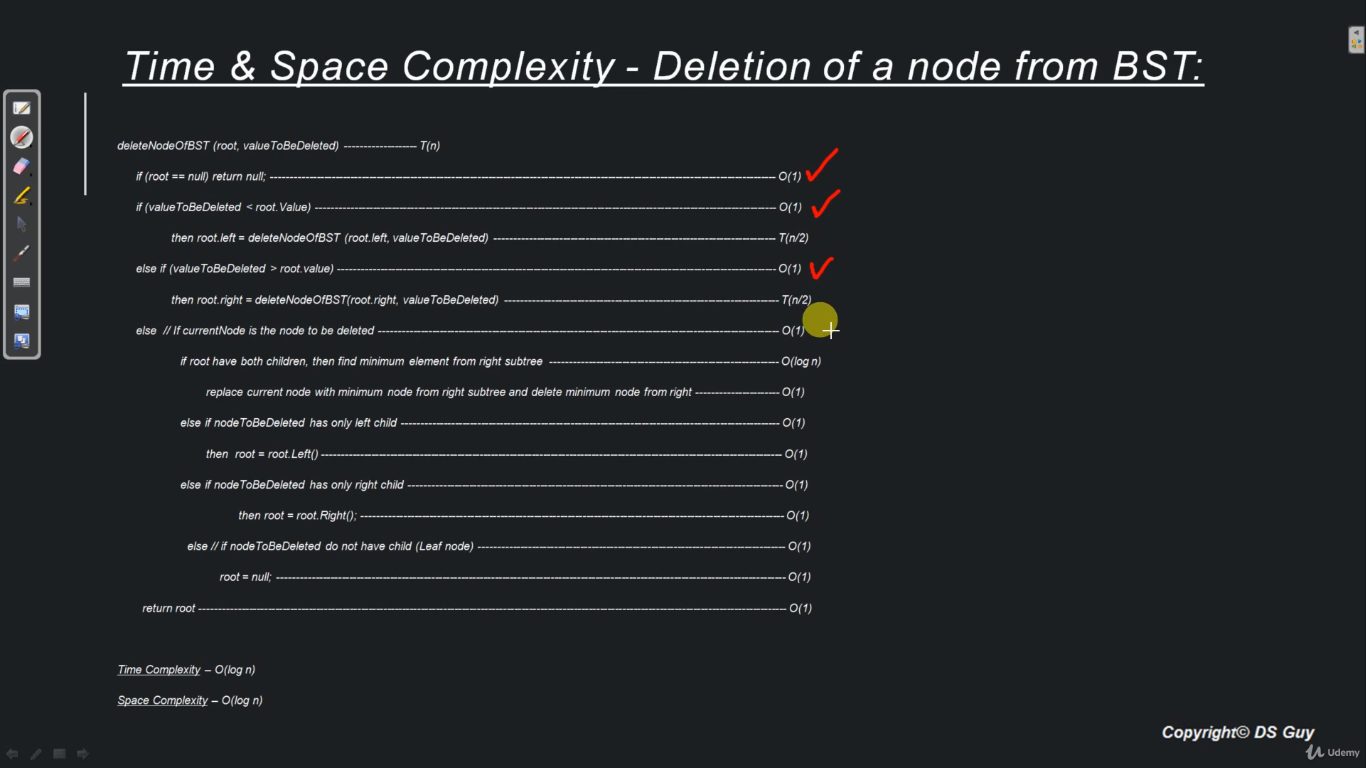 Time & Space Complexity - Deletion of a node from BST:
deleteNodeOfBST (root, valueToBeDeleted) ------------------- T(n)
if (root == null) return null; ------------------------------------------------------------ O(1)
if (valueToBeDeleted < root.Value) ------------------------------------------------------------ O(1)
then root.left = deleteNodeOfBST (root.left, valueToBeDeleted) ------------------------------------------------------------ T(n/2)
else if (valueToBeDeleted > root.value) ------------------------------------------------------------ O(1)
then root.right = deleteNodeOfBST(root.right, valueToBeDeleted) ------------------------------------------------------------ T(n/2)
else // If currentNode is the node to be deleted ------------------------------------------------------------ O(1)
if root have both children, then find minimum element from right subtree ------------------------------------------------------------ O(log n)
replace current node with minimum node from right subtree and delete minimum node from right ---------------------- O(1)
else if nodeToBeDeleted has only left child ------------------------------------------------------------ O(1)
then root = root.Left() ------------------------------------------------------------ O(1)
else if nodeToBeDeleted has only right child ------------------------------------------------------------ O(1)
then root = root.Right(); ------------------------------------------------------------ O(1)
else // if nodeToBeDeleted do not have child (Leaf node) ------------------------------------------------------------ O(1)
root = null; ------------------------------------------------------------ O(1)
return root ------------------------------------------------------------ O(1)
Time Complexity – O(log n)
Space Complexity – O(log n)
Copyright© DS Guy
Udemy